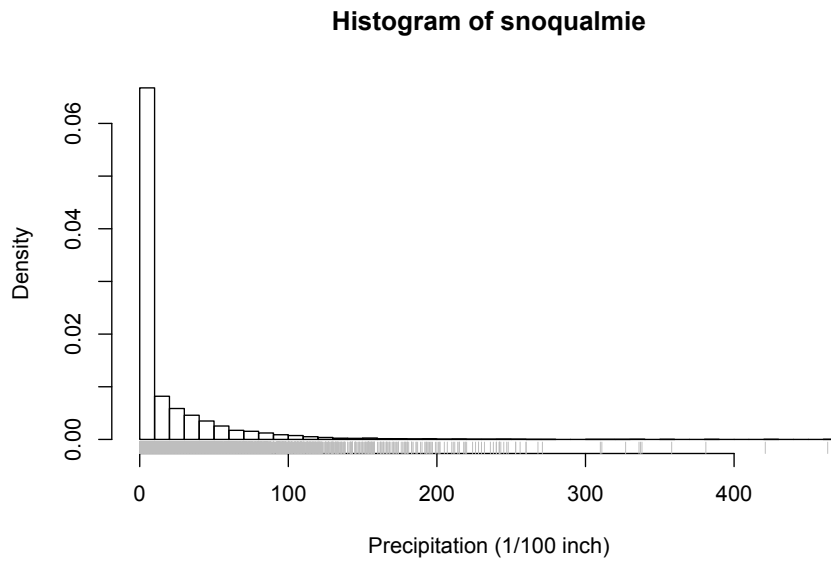 Histogram of snoqualmie
Density
0.06
0.04
0.02
0.00
0 100 200 300 400
Precipitation (1/100 inch)